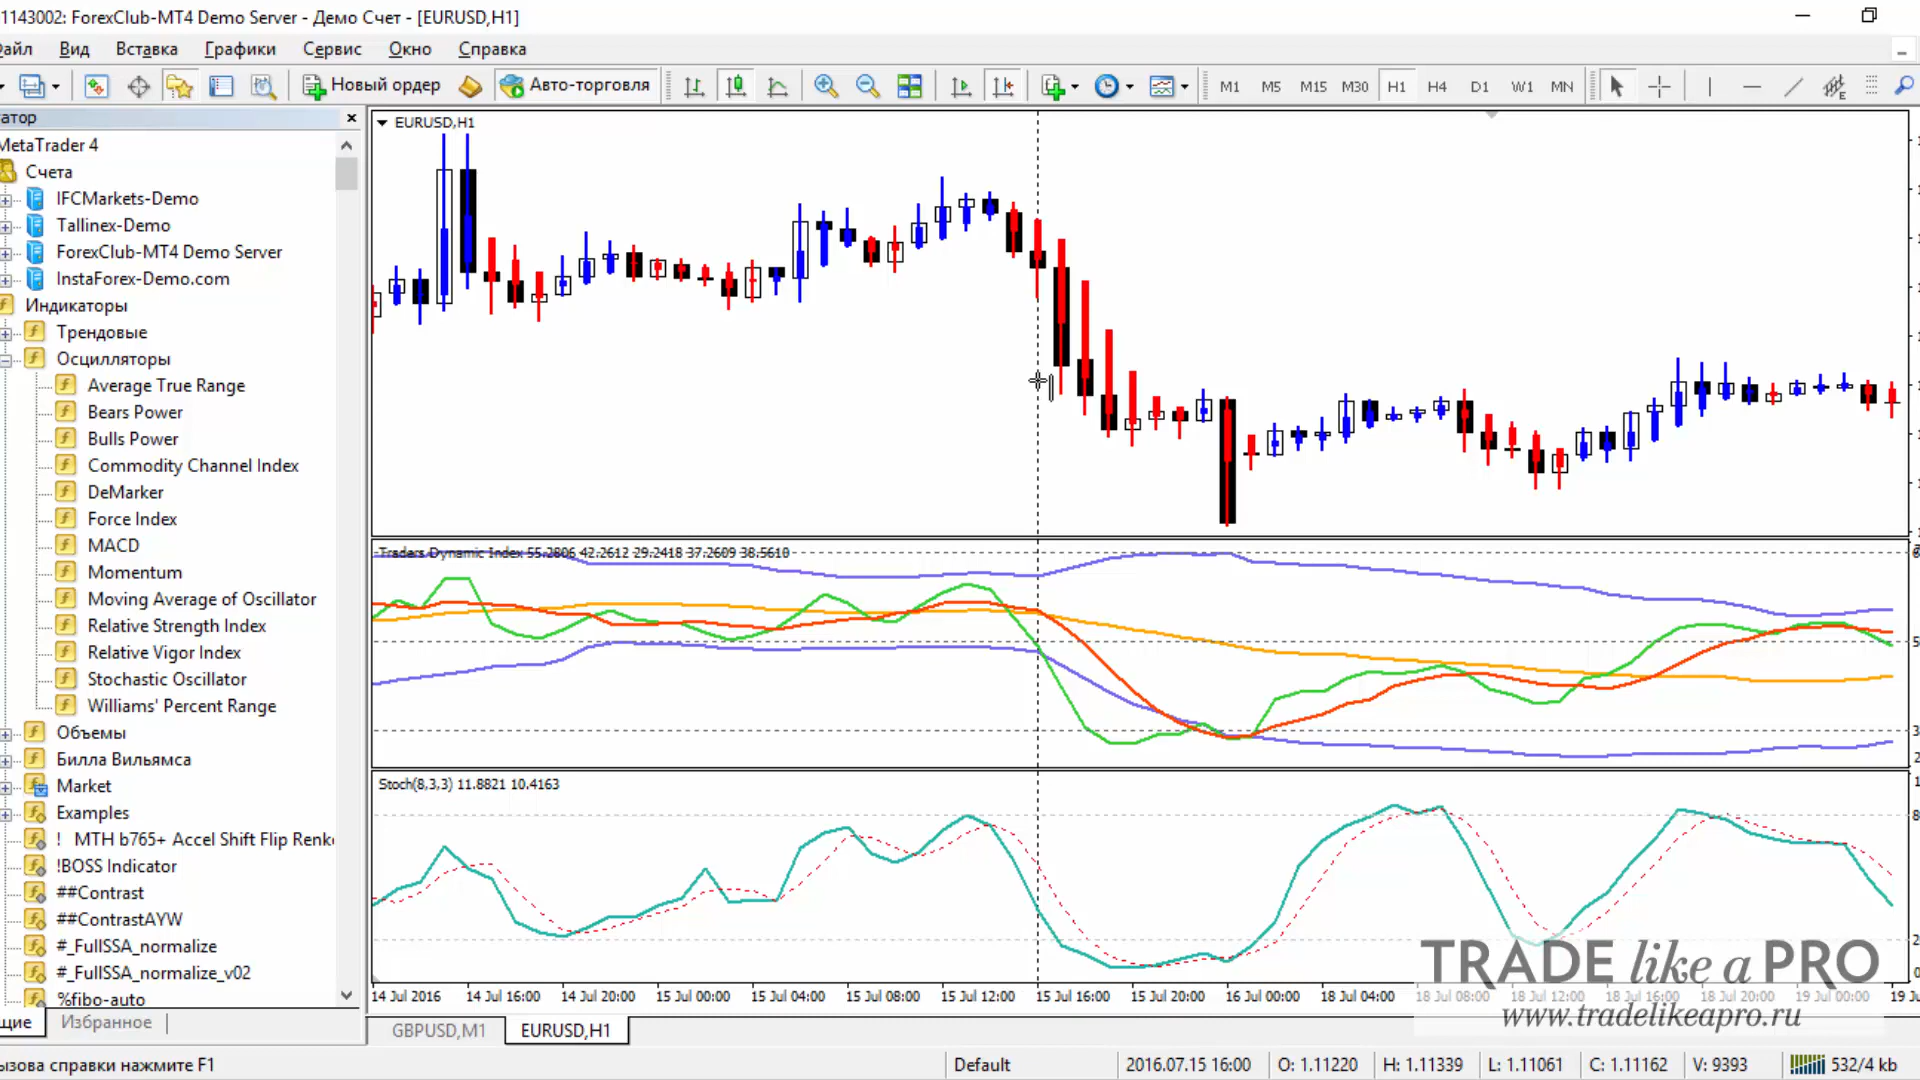 1143002: ForexClub-MT4 Demo Server - Демо Счет - [EURUSD,H1]
айл Вид Вставка Графики Сервис Окно Справка
Новый ордер Авто-торговля M1 M5 M15 M30 H1 H4 D1 W1 MN
атор
MetaTrader 4
Счета
IFCMarkets-Demo
Tallinex-Demo
ForexClub-MT4 Demo Server
InstaForex-Demo.com
Индикаторы
Трендовые
Осцилляторы
Average True Range
Bears Power
Bulls Power
Commodity Channel Index
DeMarker
Force Index
MACD
Momentum
Moving Average of Oscillator
Relative Strength Index
Relative Vigor Index
Stochastic Oscillator
Williams' Percent Range
Объемы
Билла Вильямса
Market
Examples
! MTH b765+ Accel Shift Flip Renk
!BOSS Indicator
##Contrast
##ContrastAYW
#_FullSSA_normalize
#_FullSSA_normalize_v02
%fibo-auto
щие Избранное
EURUSD,H1
Traders Dynamic Index 55.2806 42.2612 29.2418 37.2609 38.5610
Stoch(8,3,3) 11.8821 10.4163
14 Jul 2016 14 Jul 16:00 14 Jul 20:00 15 Jul 00:00 15 Jul 04:00 15 Jul 08:00 15 Jul 12:00 15 Jul 16:00 15 Jul 20:00 16 Jul 00:00 18 Jul 04:00 18 Jul 08:00 18 Jul 12:00 18 Jul 16:00 18 Jul 20:00 19 Jul 00:00 19 J
TRADE like a PRO
www.tradelikeapro.ru
GBPUSD,M1 EURUSD,H1
ызова справки нажмите F1 Default 2016.07.15 16:00 O: 1.11220 H: 1.11339 L: 1.11061 C: 1.11162 V: 9393 532/4 kb